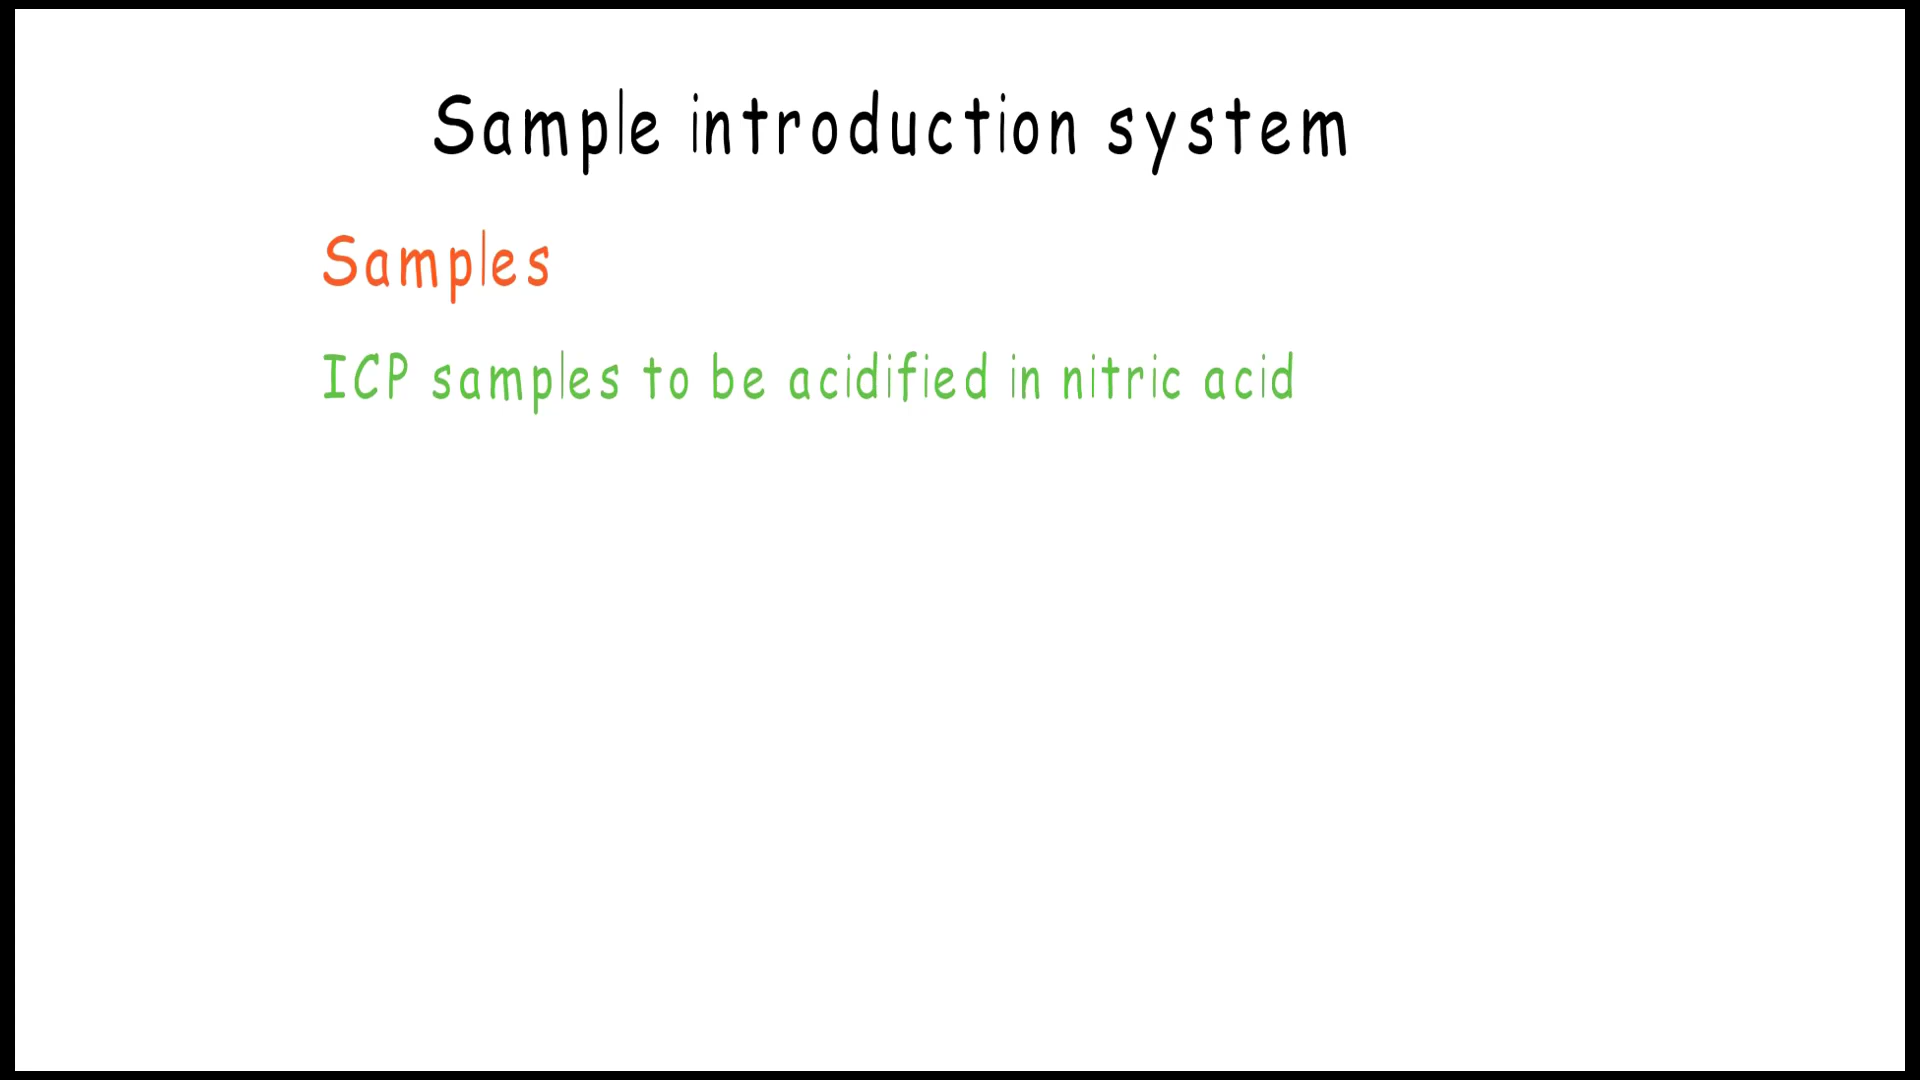 Sample introduction system
Samples
ICP samples to be acidified in nitric acid